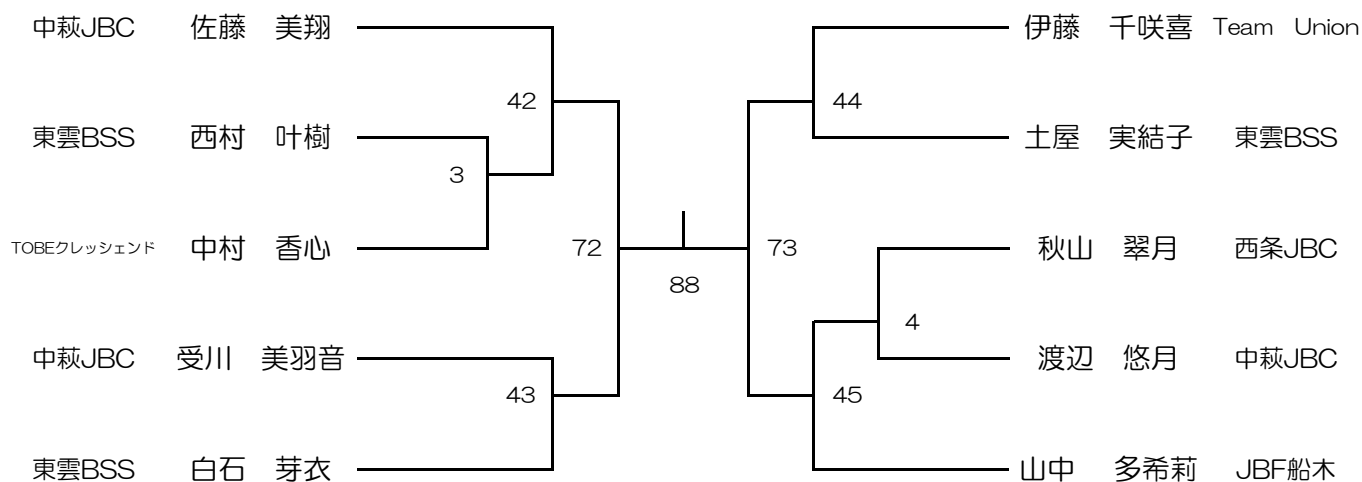 中萩JBC 佐藤　美翔
伊藤　千咲喜 Team Union
42
44
東雲BSS 西村　叶樹
土屋　実結子 東雲BSS
3
TOBEクレッシェンド 中村　香心
72
73
秋山　翠月 西条JBC
88
4
中萩JBC 受川　美羽音
渡辺　悠月 中萩JBC
43
45
東雲BSS 白石　芽衣
山中　多希莉 JBF船木